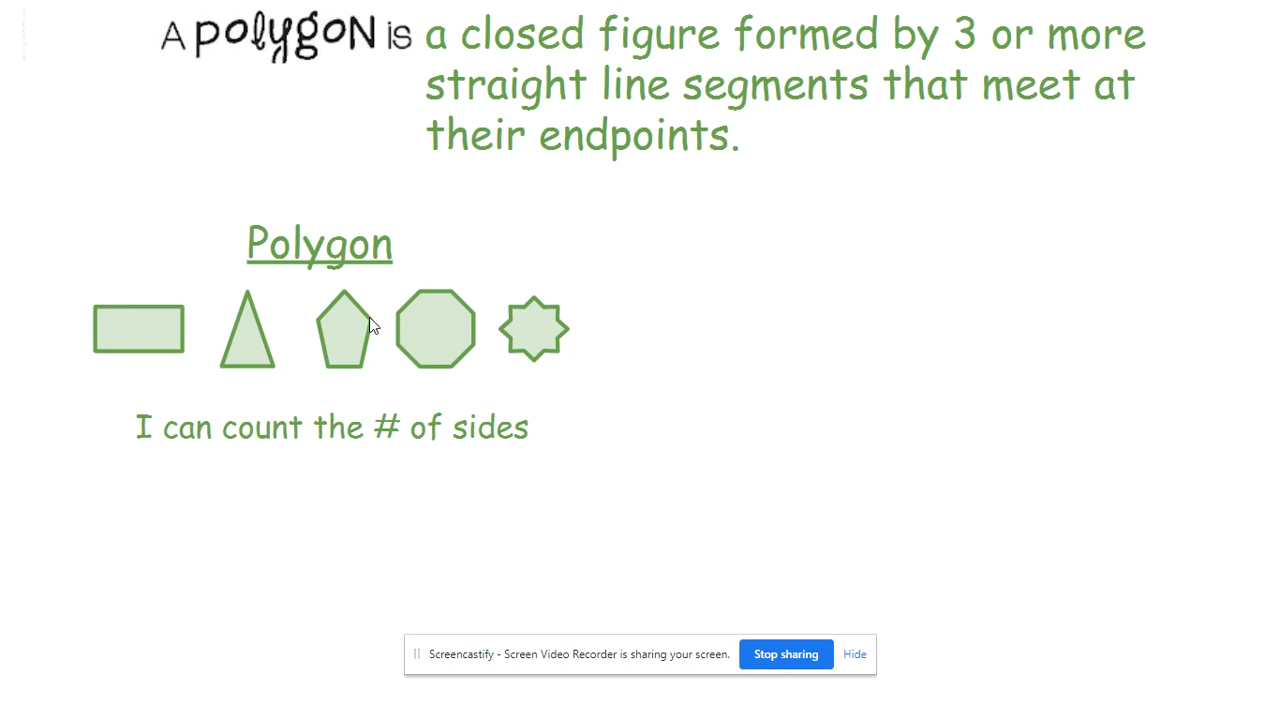 A polygon is a closed figure formed by 3 or more
straight line segments that meet at
their endpoints.
Polygon
I can count the # of sides
Screencastify - Screen Video Recorder is sharing your screen. Stop sharing Hide